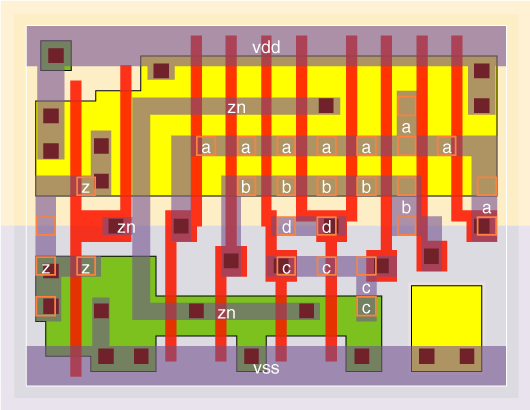 vdd
zn
a
a a a a a a
z b b b b
b a
zn d d
z z c c
c
c
zn
vss